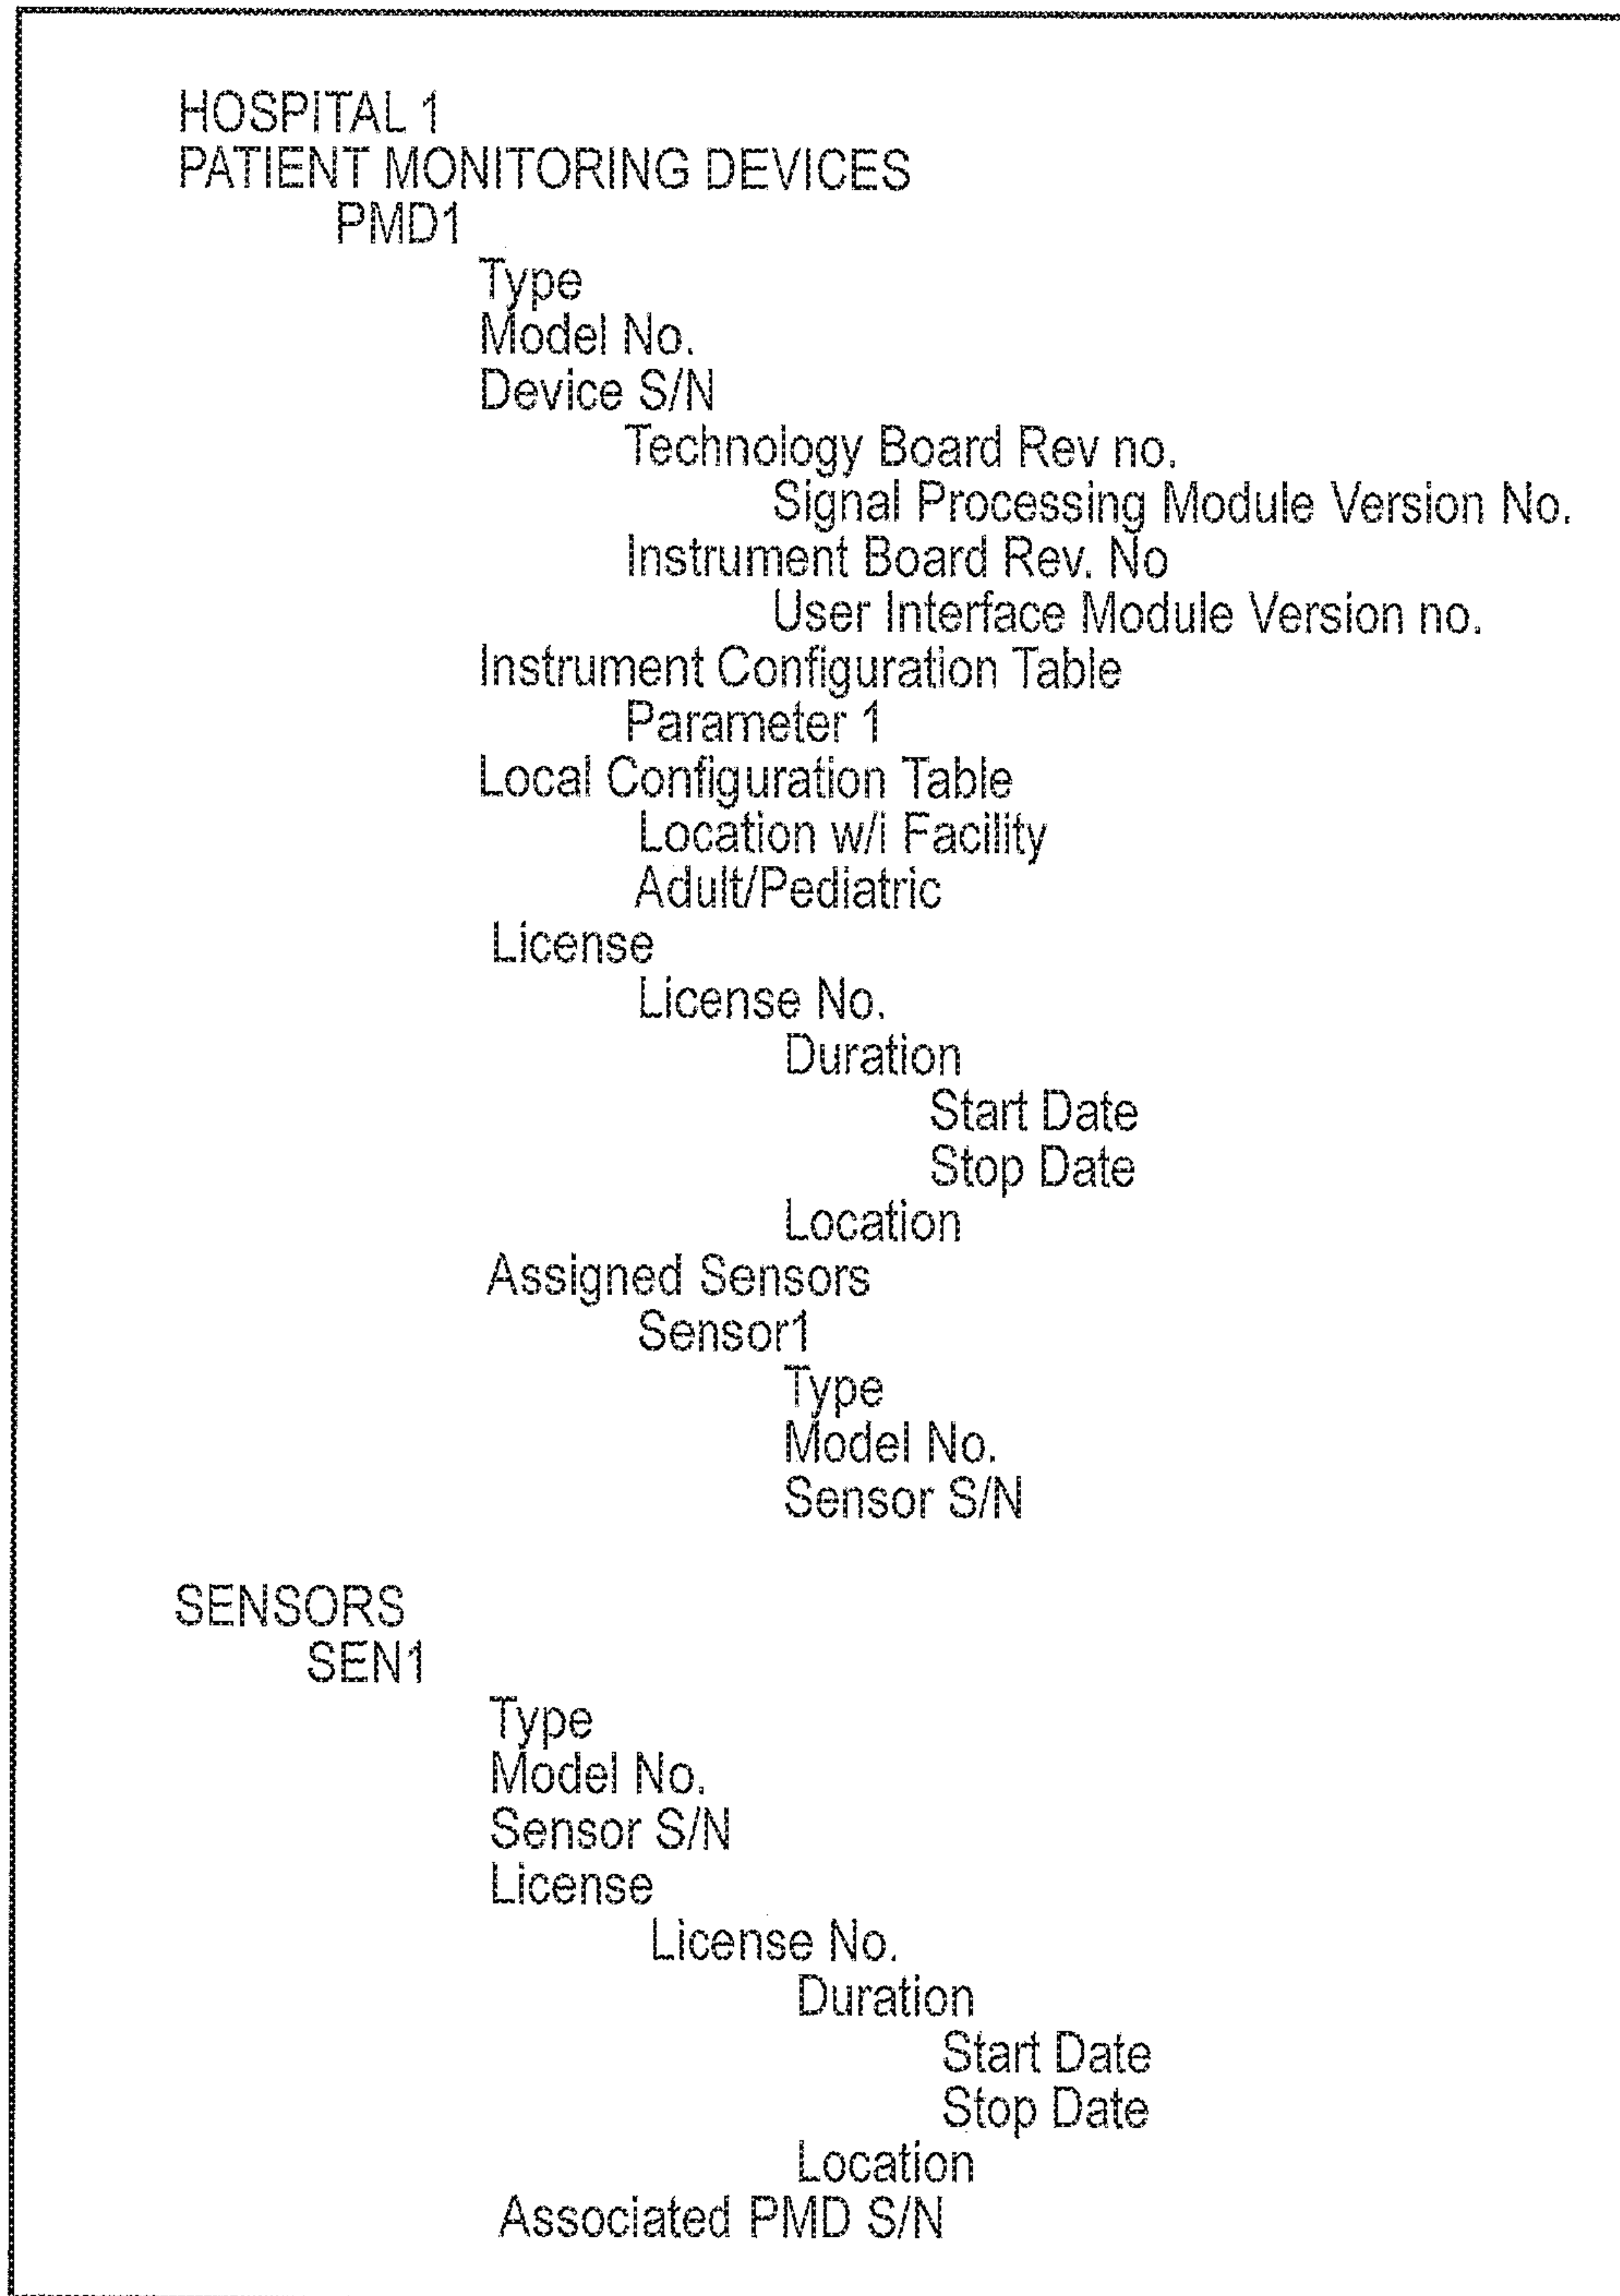 HOSPITAL 1
PATIENT MONITORING DEVICES
PMD1
Type
Model No.
Device S/N
Technology Board Rev no.
Signal Processing Module Version No.
Instrument Board Rev. No
User Interface Module Version no.
Instrument Configuration Table
Parameter 1
Local Configuration Table
Location w/i Facility
Adult/Pediatric
License
License No.
Duration
Start Date
Stop Date
Location
Assigned Sensors
Sensor1
Type
Model No.
Sensor S/N
SENSORS
SEN1
Type
Model No.
Sensor S/N
License
License No.
Duration
Start Date
Stop Date
Location
Associated PMD S/N